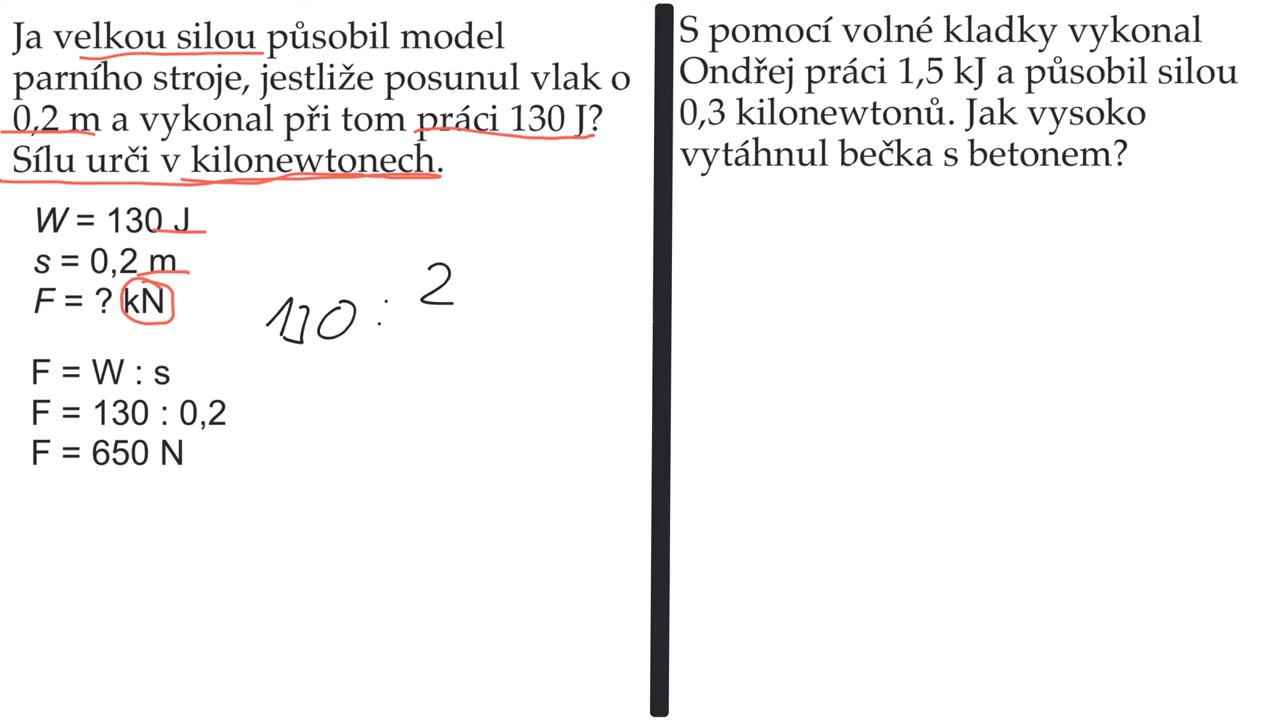 Ja velkou silou působil model
parního stroje, jestliže posunul vlak o
0,2 m a vykonal při tom práci 130 J?
Sílu urči v kilonewtonech.
W = 130 J
s = 0,2 m
F = ? kN
130 : 2
F = W : s
F = 130 : 0,2
F = 650 N
S pomocí volné kladky vykonal
Ondřej práci 1,5 kJ a působil silou
0,3 kilonewtonů. Jak vysoko
vytáhnul bečka s betonem?